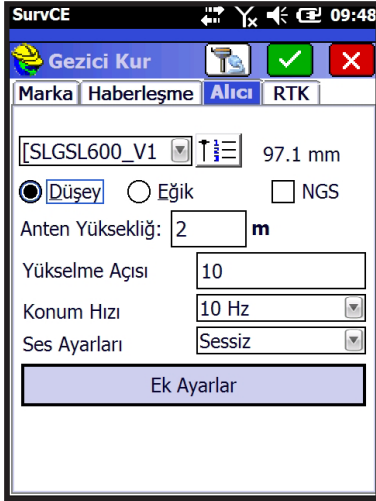 SurvCE 09:48
Gezici Kur
Marka Haberleşme Alıcı RTK
[SLGSL600_V1 97.1 mm
Düşey Eğik NGS
Anten Yüksekliğ: 2 m
Yükselme Açısı 10
Konum Hızı 10 Hz
Ses Ayarları Sessiz
Ek Ayarlar